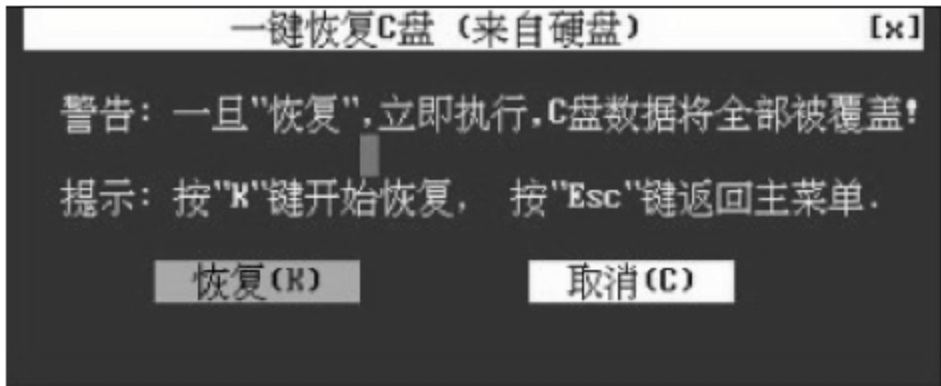 一键恢复C盘 (来自硬盘) [x]
警告: 一旦"恢复",立即执行,C盘数据将全部被覆盖!
提示: 按"K"键开始恢复, 按"Esc"键返回主菜单.
恢复(K) 取消(C)